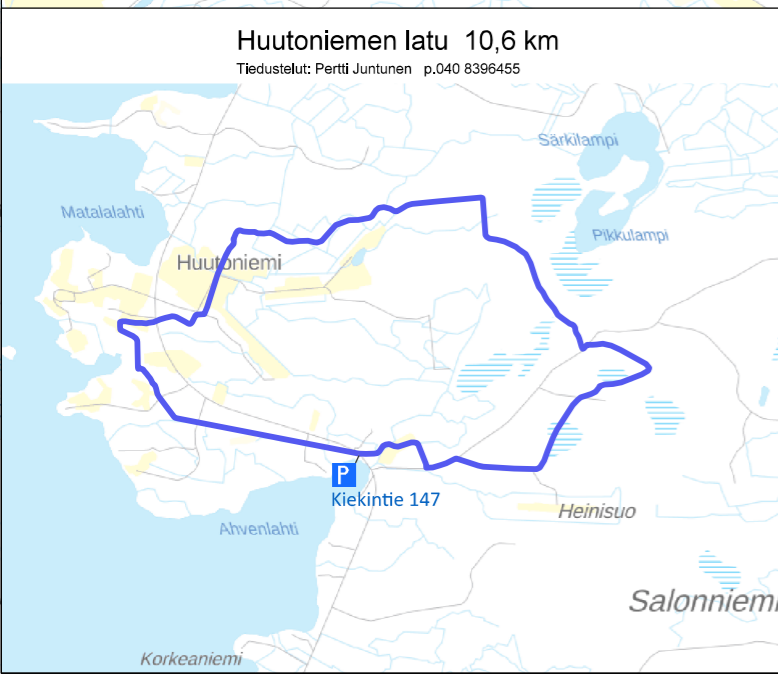 Huutoniemen latu 10,6 km
Tiedustelut: Pertti Juntunen p.040 8396455
Särkilampi
Matalalahti
Pikkulampi
Huutoniemi
P
Kiekintie 147
Heinisuo
Ahvenlahti
Salonniemi
Korkeaniemi